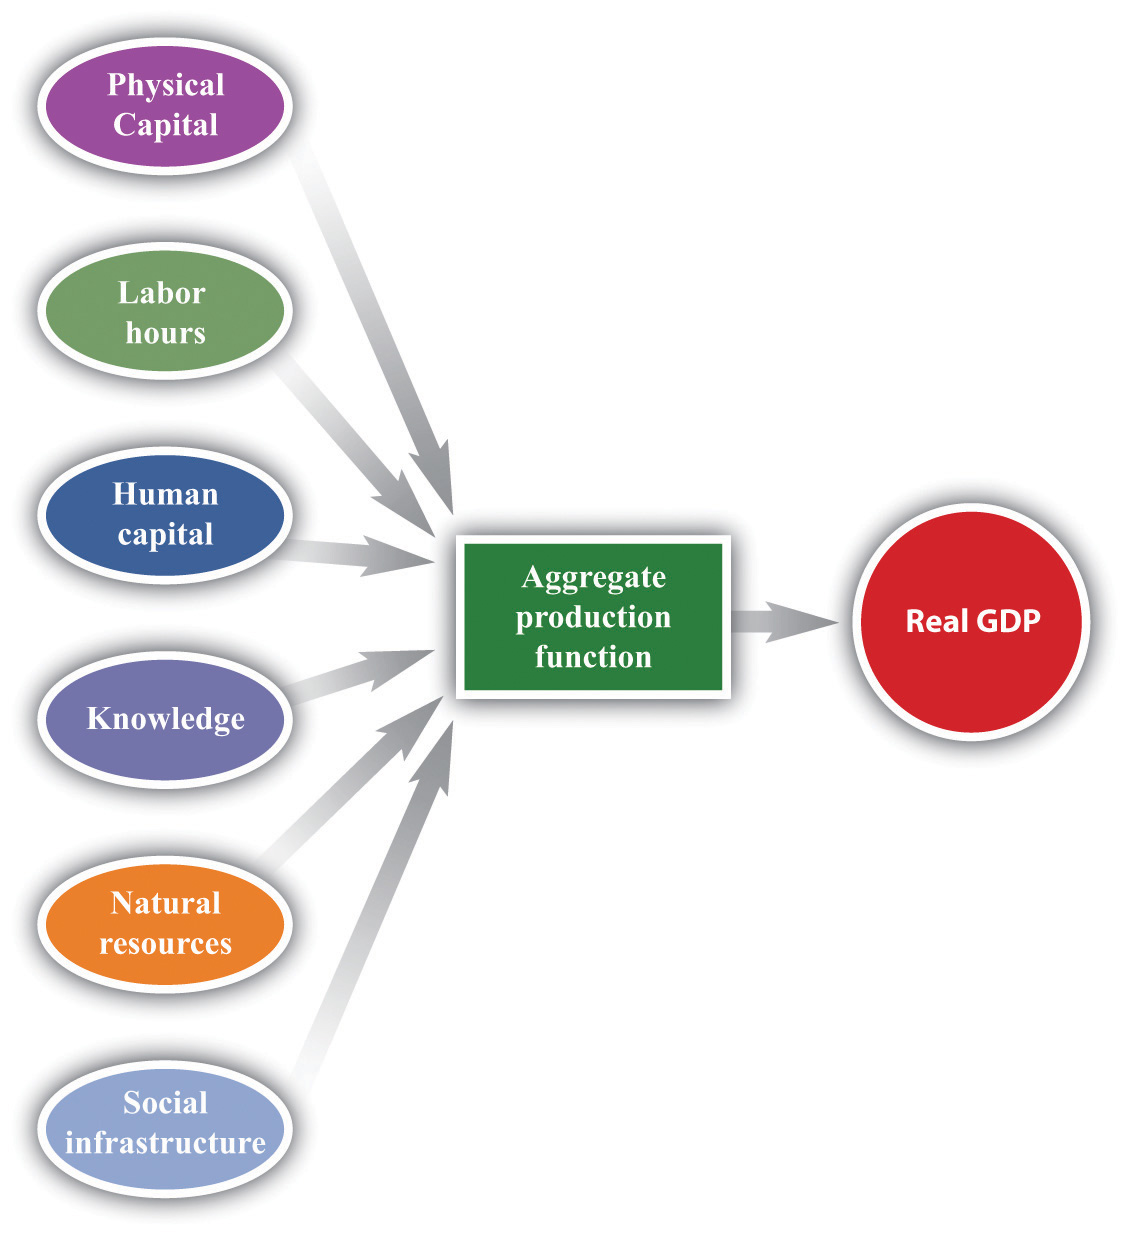 Physical
Capital
Labor
hours
Human
capital
Knowledge
Natural
resources
Social
infrastructure
Aggregate
production
function
Real GDP